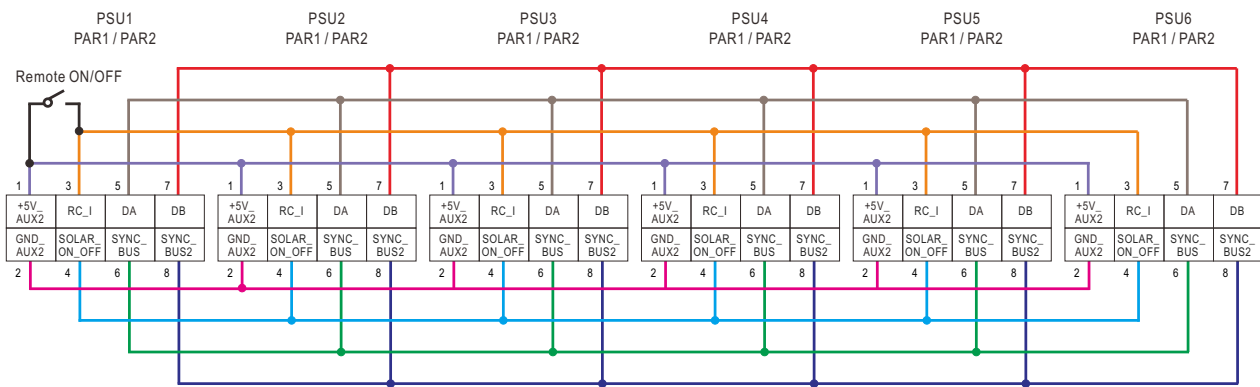 PSU1 PSU2 PSU3 PSU4 PSU5 PSU6
PAR1 / PAR2 PAR1 / PAR2 PAR1 / PAR2 PAR1 / PAR2 PAR1 / PAR2 PAR1 / PAR2
Remote ON/OFF
1 3 5 7 1 3 5 7 1 3 5 7 1 3 5 7 1 3 5 7 1 3 5 7
+5V_ RC_I DA DB +5V_ RC_I DA DB +5V_ RC_I DA DB +5V_ RC_I DA DB +5V_ RC_I DA DB +5V_ RC_I DA DB
AUX2 AUX2 AUX2 AUX2 AUX2 AUX2
GND_ SOLAR_ SYNC_ SYNC_ GND_ SOLAR_ SYNC_ SYNC_ GND_ SOLAR_ SYNC_ SYNC_ GND_ SOLAR_ SYNC_ SYNC_ GND_ SOLAR_ SYNC_ SYNC_ GND_ SOLAR_ SYNC_ SYNC_
AUX2 ON_OFF BUS BUS2 AUX2 ON_OFF BUS BUS2 AUX2 ON_OFF BUS BUS2 AUX2 ON_OFF BUS BUS2 AUX2 ON_OFF BUS BUS2 AUX2 ON_OFF BUS BUS2
2 4 6 8 2 4 6 8 2 4 6 8 2 4 6 8 2 4 6 8 2 4 6 8